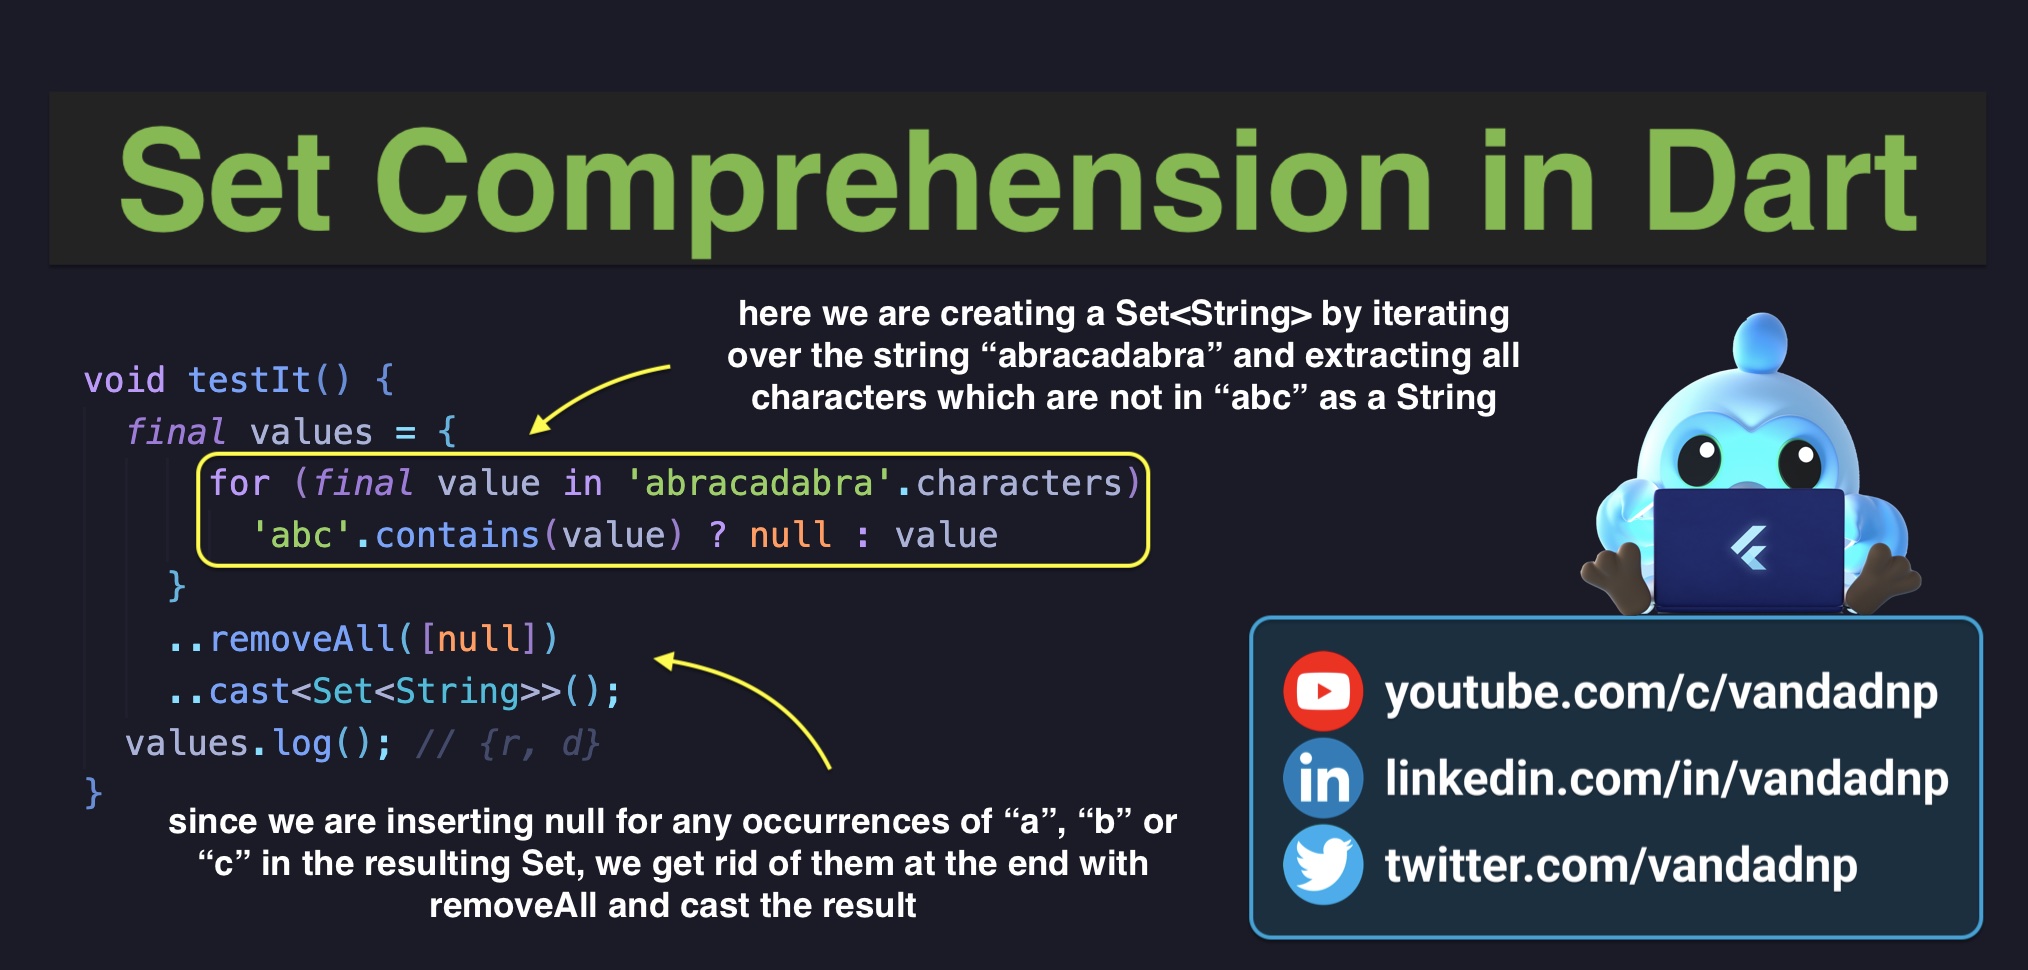 Set Comprehension in Dart
here we are creating a Set<String> by iterating
over the string “abracadabra” and extracting all
characters which are not in “abc” as a String
void testIt() {
final values = {
for (final value in 'abracadabra'.characters)
'abc'.contains(value) ? null : value
}
..removeAll([null])
..cast<Set<String>>();
values.log(); // {r, d}
}
since we are inserting null for any occurrences of “a”, “b” or
“c” in the resulting Set, we get rid of them at the end with
removeAll and cast the result
youtube.com/c/vandadnp
in linkedin.com/in/vandadnp
twitter.com/vandadnp